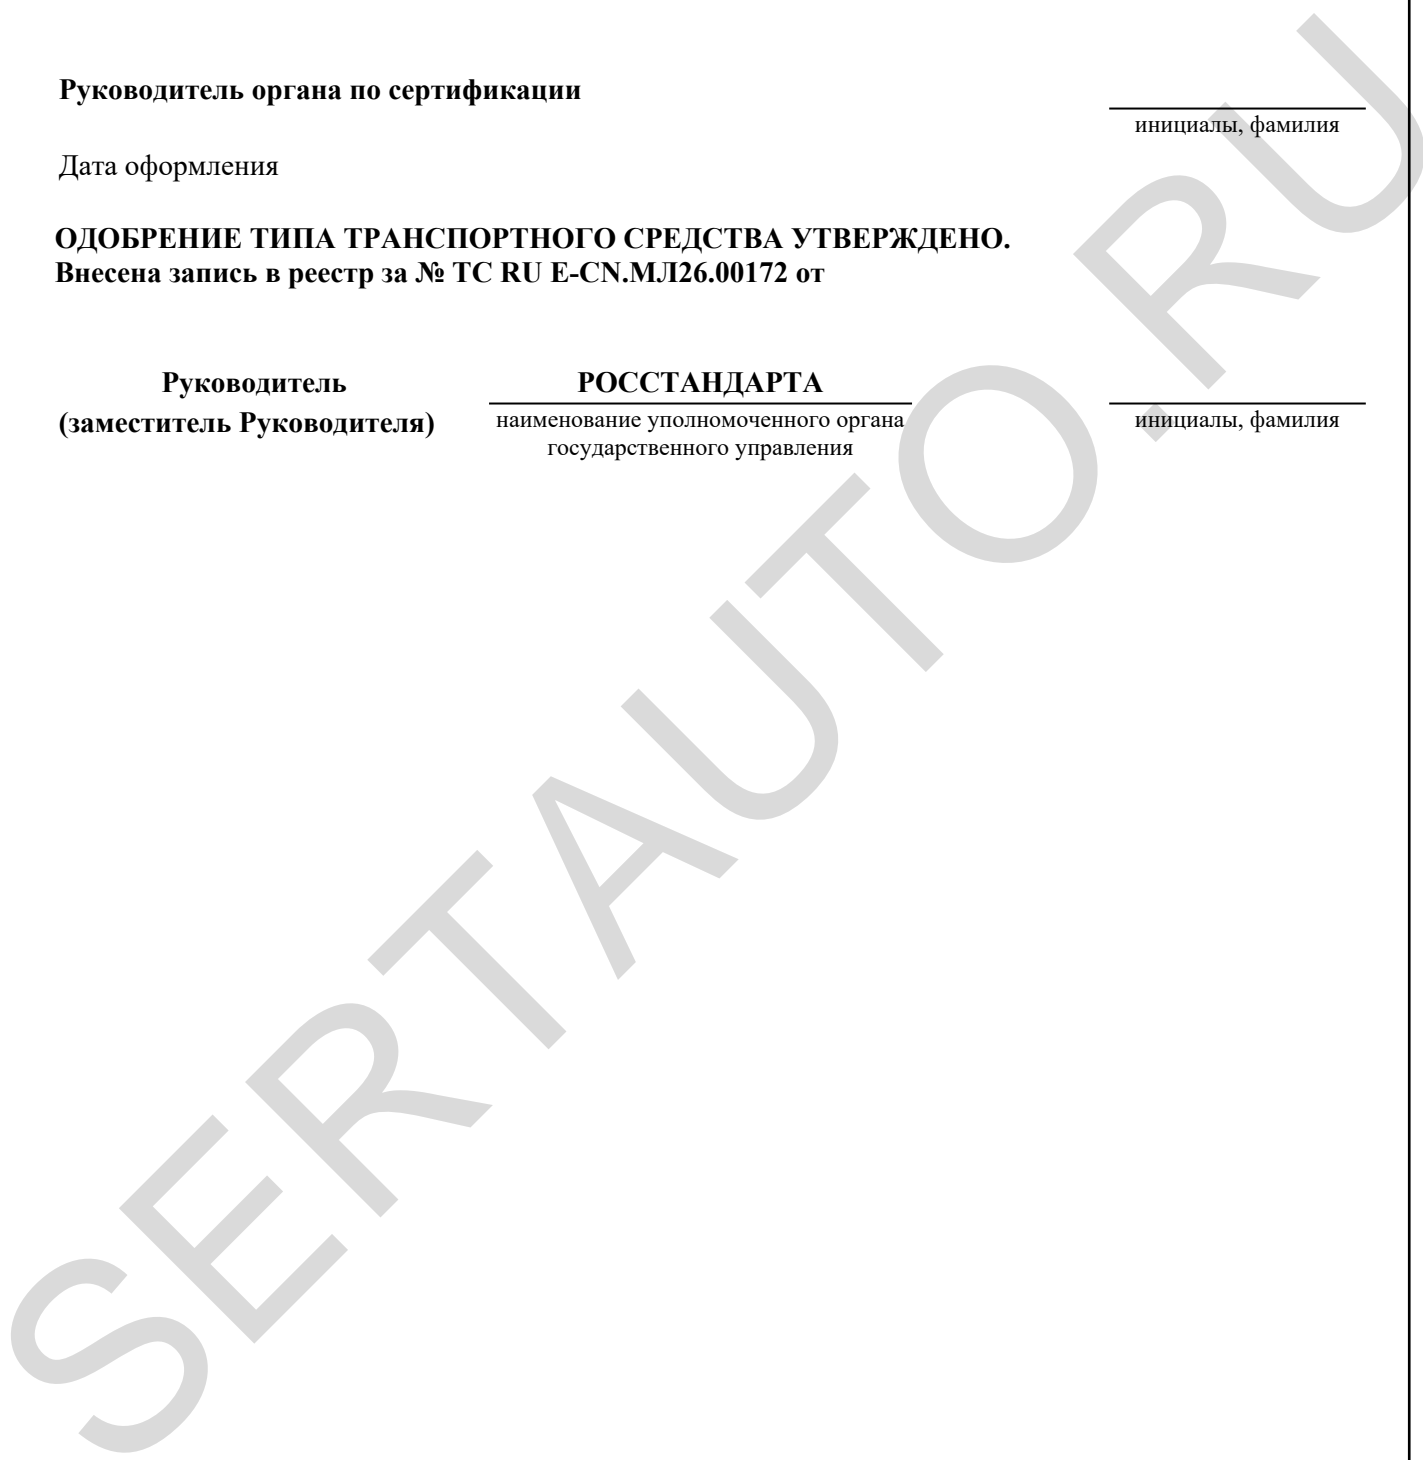 Руководитель органа по сертификации
инициалы, фамилия
Дата оформления
ОДОБРЕНИЕ ТИПА ТРАНСПОРТНОГО СРЕДСТВА УТВЕРЖДЕНО.
Внесена запись в реестр за № ТС RU Е-CN.МЛ26.00172 от
Руководитель РОССТАНДАРТА
(заместитель Руководителя) наименование уполномоченного органа инициалы, фамилия
государственного управления
SERTAUTO.RU